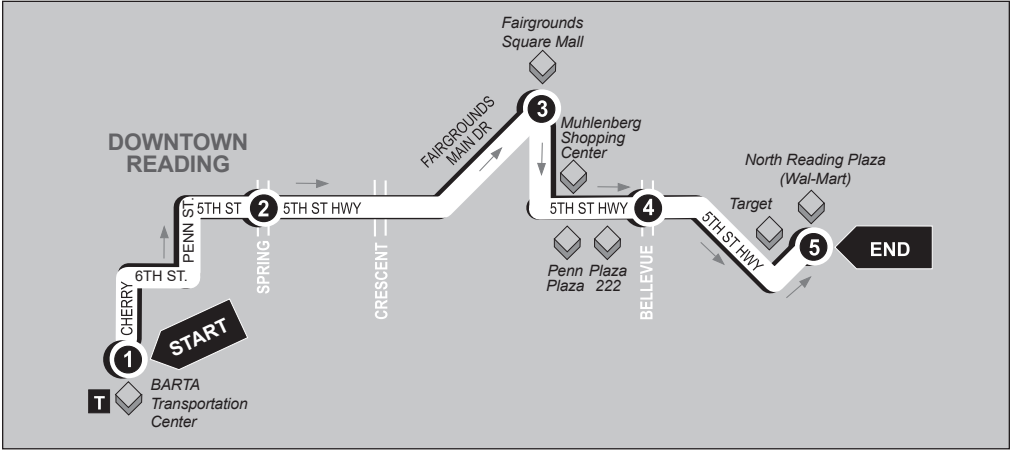 Fairgrounds
Square Mall
3
FAIRGROUNDS
MAIN DR
Muhlenberg
Shopping
Center
DOWNTOWN
READING
North Reading Plaza
(Wal-Mart)
Target
5TH ST
2
5TH ST HWY
5TH ST HWY
4
5TH ST HWY
5
END
PENN ST.
6TH ST.
CHERRY
SPRING
CRESCENT
BELLEVUE
Penn
Plaza
Plaza
222
START
1
T
BARTA
Transportation
Center